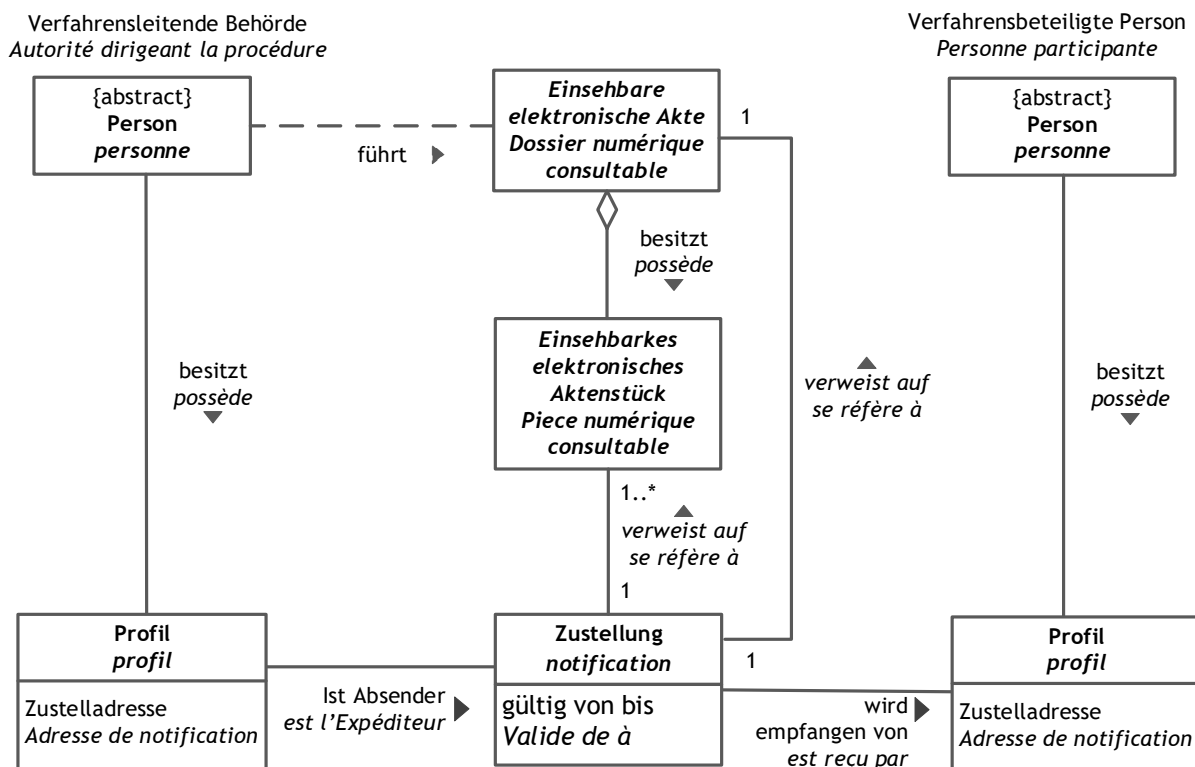 Verfahrensleitende Behörde
Autorité dirigeant la procédure
Verfahrensbeteiligte Person
Personne participante
{abstract}
Person
personne
führt
Einsehbare
elektronische Akte
Dossier numérique
consultable
1
{abstract}
Person
personne
besitzt
possède
Einsehbarkes
elektronisches
Aktenstück
Piece numérique
consultable
besitzt
possède
verweist auf
se réfère à
besitzt
possède
1..*
verweist auf
se réfère à
1
Profil
profil
Zustelladresse
Adresse de notification
Ist Absender
est l'Expéditeur
Zustellung
notification
gültig von bis
Valide de à
1
wird
empfangen von
est recu par
Profil
profil
Zustelladresse
Adresse de notification